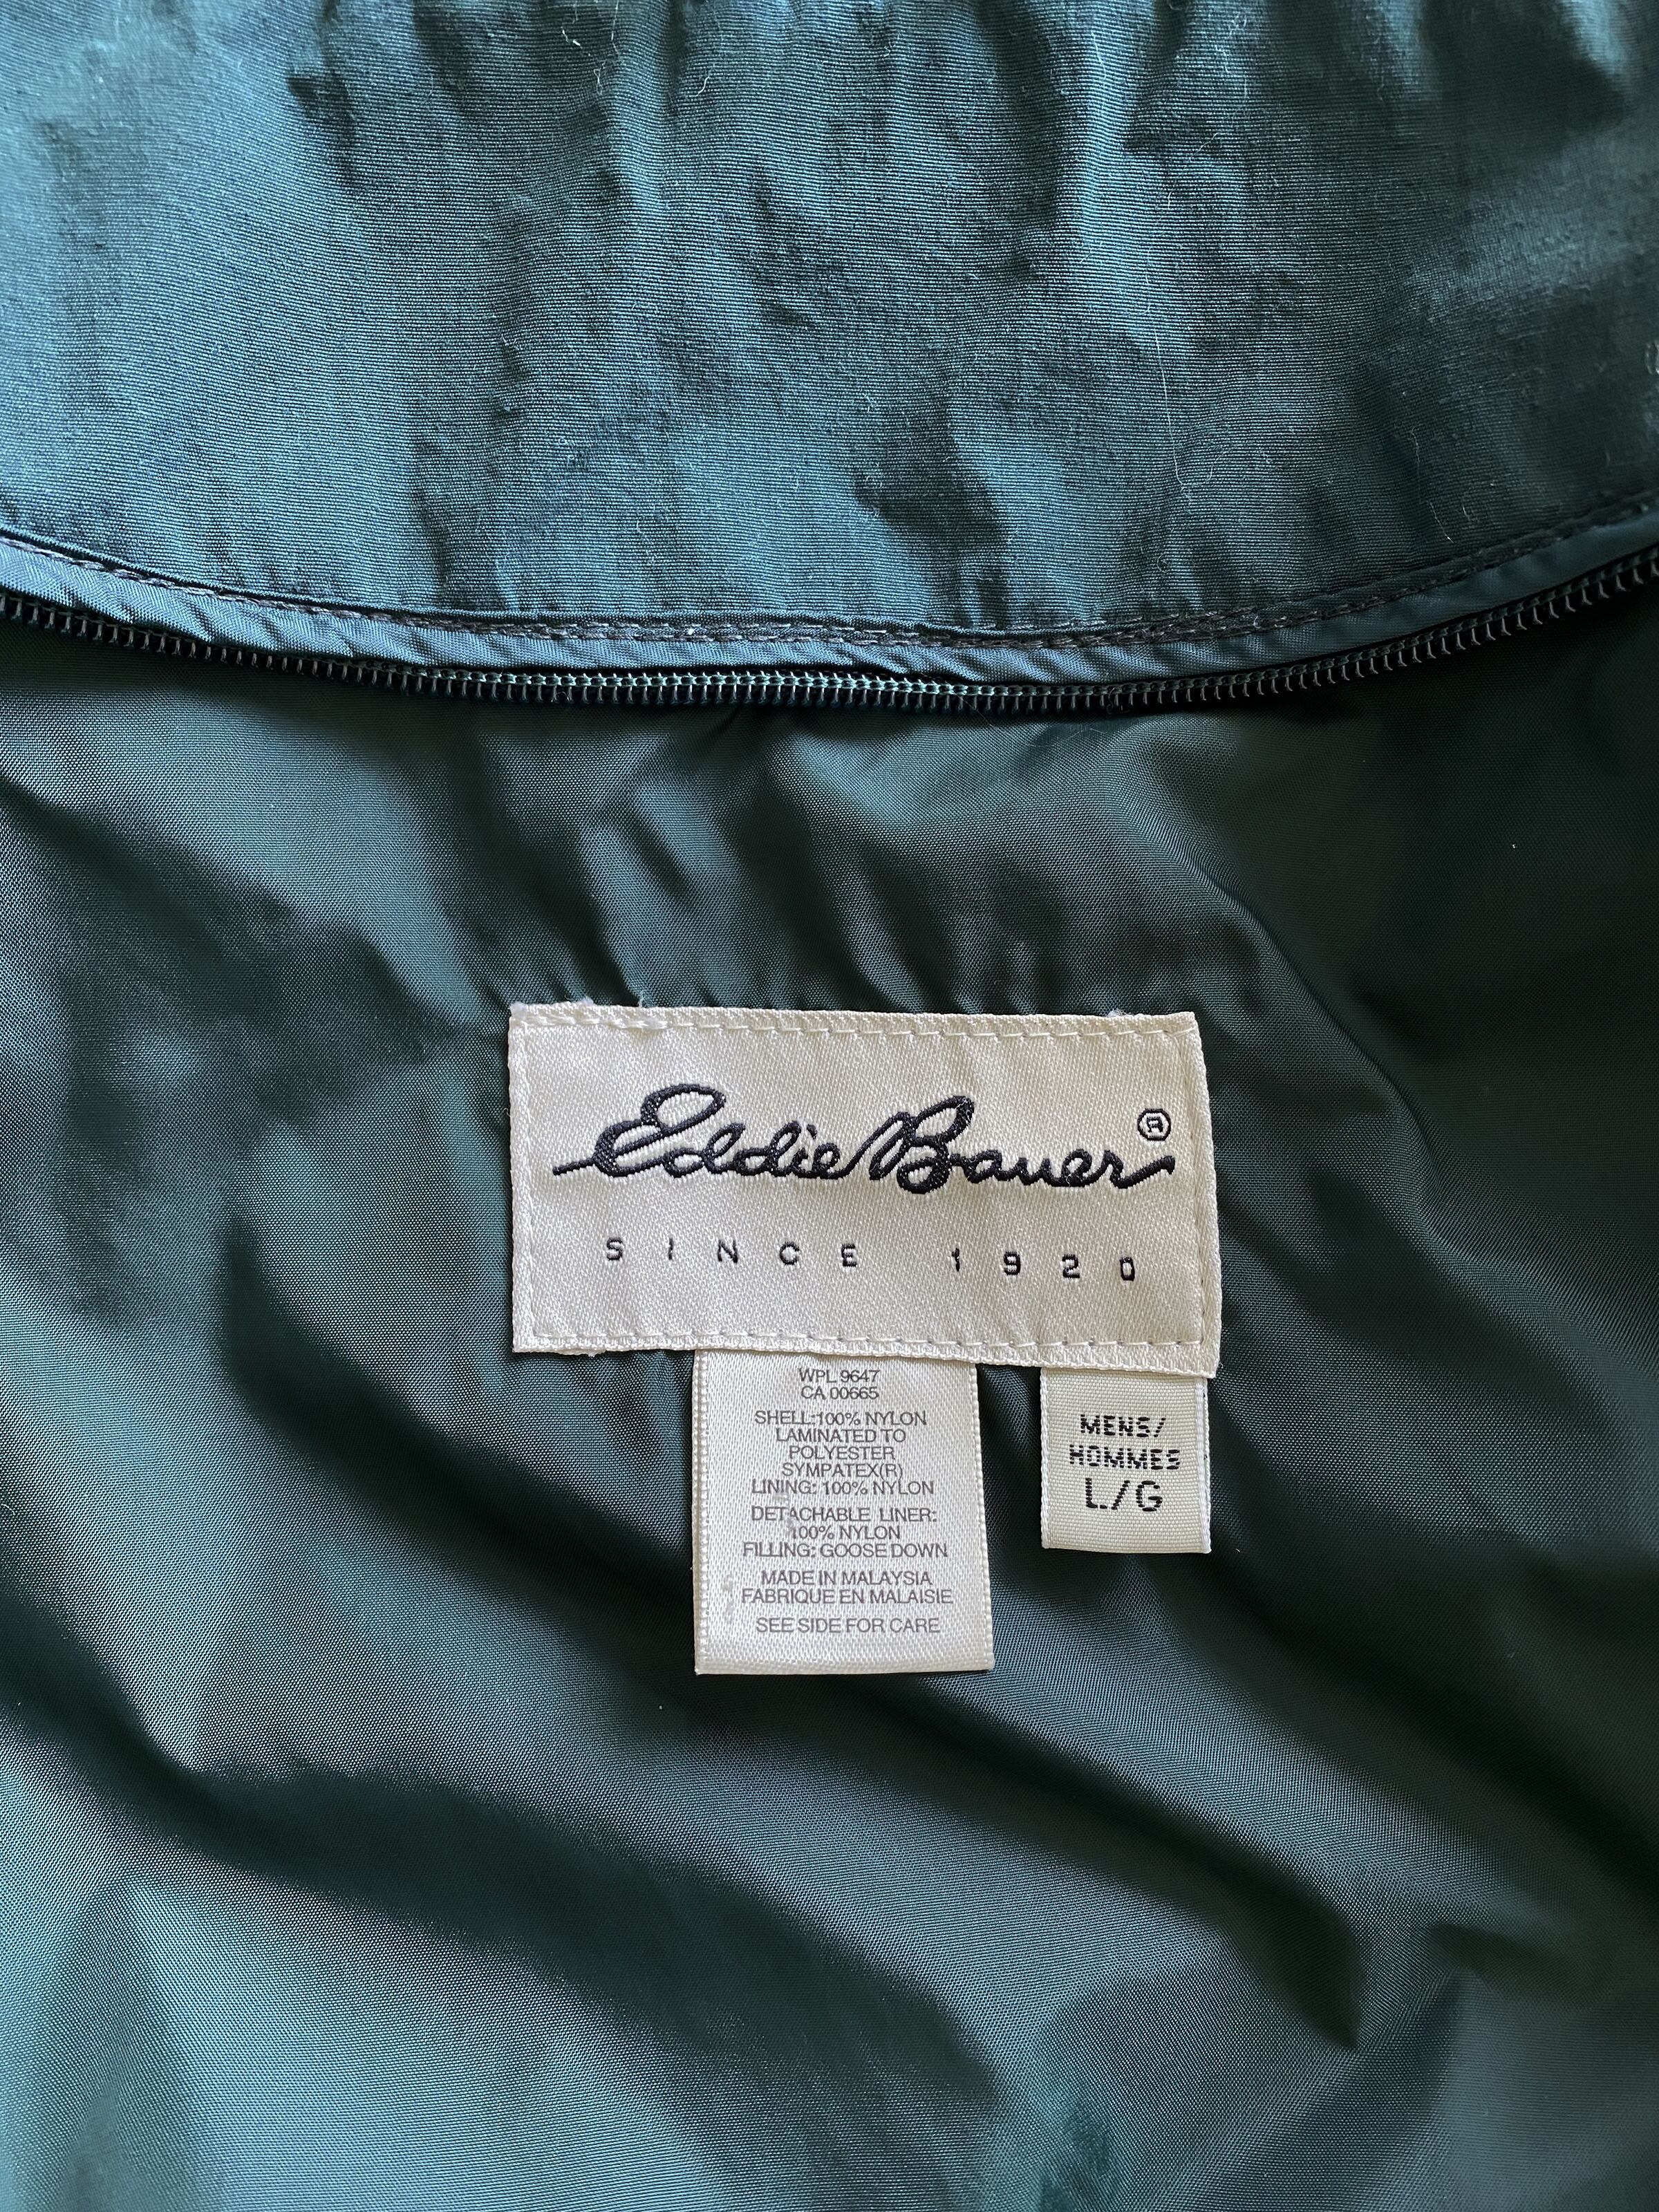 Eddie Bauer®
SINCE 1920
WPL 9647
CA 00665
SHELL:100% NYLON
LAMINATED TO
POLYESTER
SYMPATEX(R)
LINING: 100% NYLON
DETACHABLE LINER:
100% NYLON
FILLING: GOOSE DOWN
MADE IN MALAYSIA
FABRIQUE EN MALAISIE
SEE SIDE FOR CARE
MENS/
HOMMES
L/G